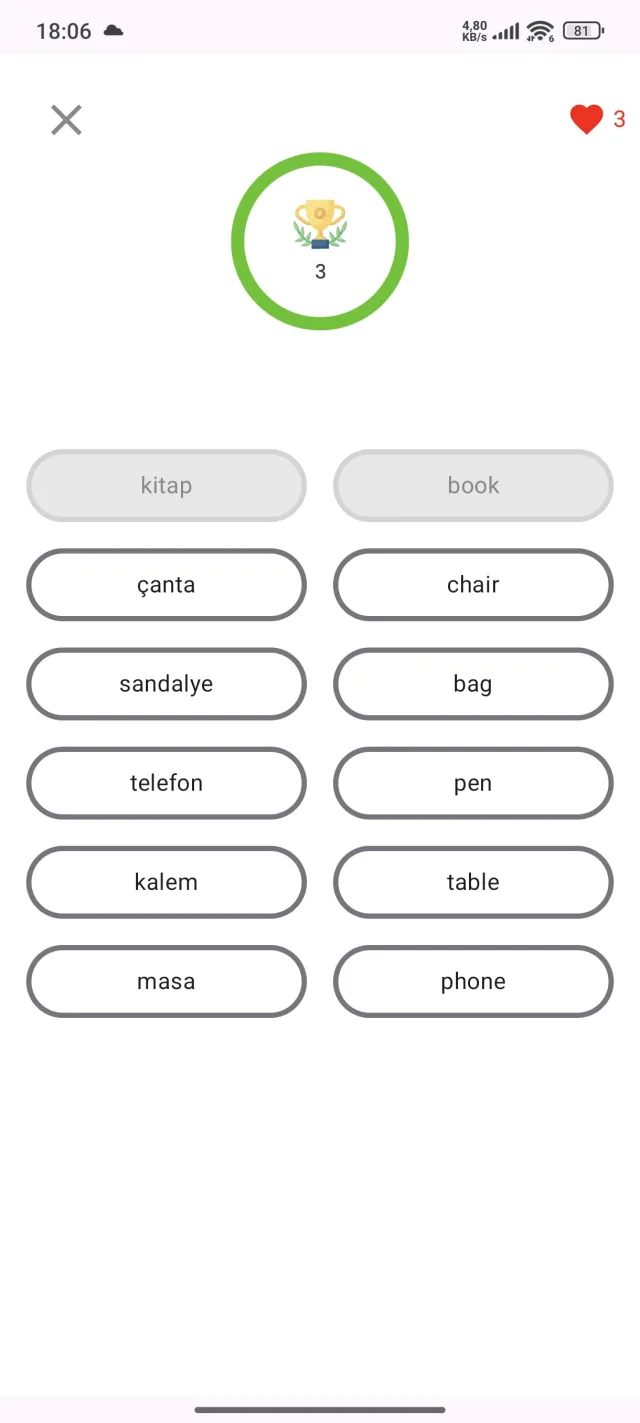 18:06
4,80
KB/s
6
81
3
3
kitap book
çanta chair
sandalye bag
telefon pen
kalem table
masa phone